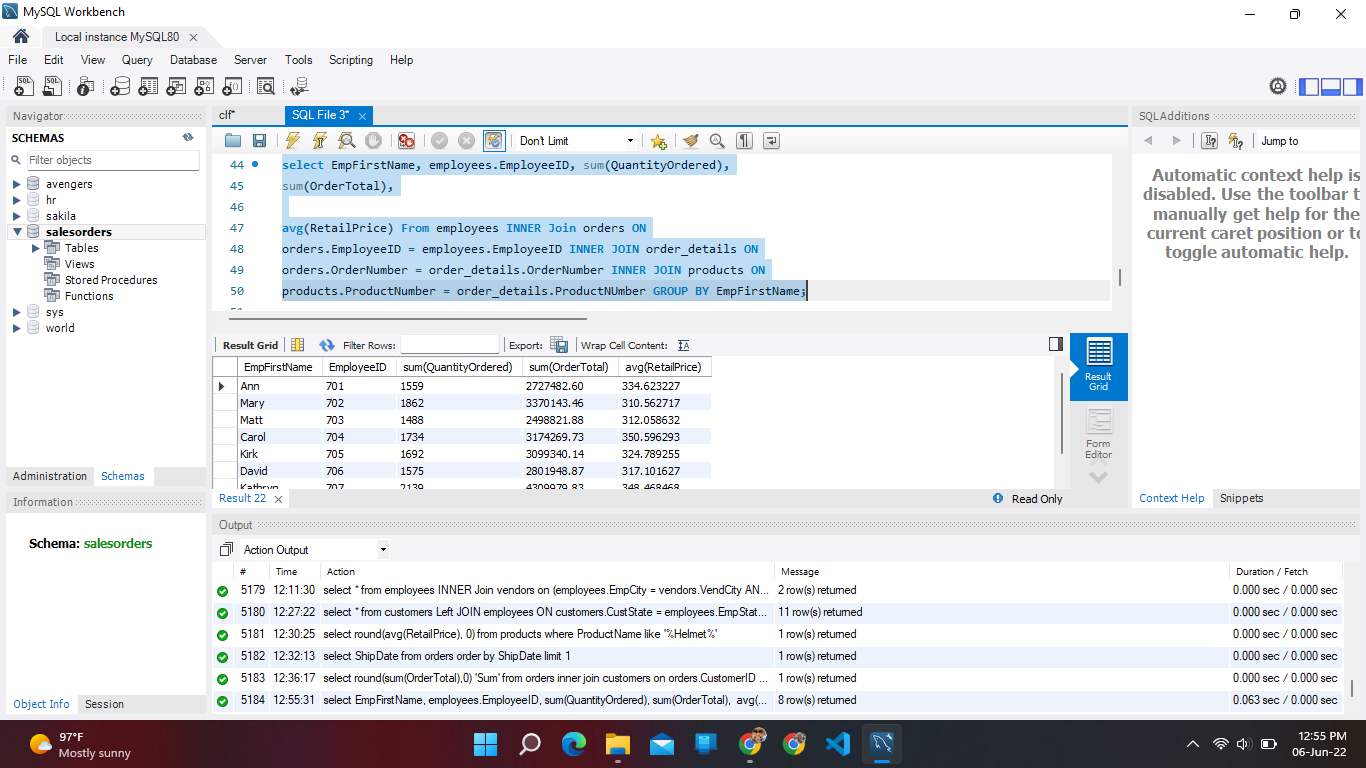 MySQL Workbench
Local instance MySQL80
File Edit View Query Database Server Tools Scripting Help
Navigator
SCHEMAS
Filter objects
avengers
hr
sakila
salesorders
Tables
Views
Stored Procedures
Functions
sys
world
Administration Schemas
Information
Schema: salesorders
Object Info Session
clf*
SQL File 3*
Don't Limit
44 select EmpFirstName, employees.EmployeeID, sum(QuantityOrdered),
45 sum(OrderTotal),
46
47 avg(RetailPrice) From employees INNER Join orders ON
48 orders.EmployeeID = employees.EmployeeID INNER JOIN order_details ON
49 orders.OrderNumber = order_details.OrderNumber INNER JOIN products ON
50 products.ProductNumber = order_details.ProductNUmber GROUP BY EmpFirstName;
Result Grid Filter Rows: Export: Wrap Cell Content:
EmpFirstName EmployeeID sum(QuantityOrdered) sum(OrderTotal) avg(RetailPrice)
Ann 701 1559 2727482.60 334.623227
Mary 702 1862 3370143.46 310.562717
Matt 703 1488 2498821.88 312.058632
Carol 704 1734 3174269.73 350.596293
Kirk 705 1692 3099340.14 324.789255
David 706 1575 2801948.87 317.101627
Kathryn 707 2139 4309979.83 348.468468
Result
Grid
Form
Editor
Result 22
Read Only
SQLAdditions
Jump to
Automatic context help is
disabled. Use the toolbar t
manually get help for the
current caret position or to
toggle automatic help.
Context Help Snippets
Output
Action Output
# Time Action Message Duration / Fetch
5179 12:11:30 select * from employees INNER Join vendors on (employees.EmpCity = vendors.VendCity AN... 2 row(s) returned 0.000 sec / 0.000 sec
5180 12:27:22 select * from customers Left JOIN employees ON customers.CustState = employees.EmpStat... 11 row(s) returned 0.000 sec / 0.000 sec
5181 12:30:25 select round(avg(RetailPrice), 0) from products where ProductName like '%Helmet%' 1 row(s) returned 0.000 sec / 0.000 sec
5182 12:32:13 select ShipDate from orders order by ShipDate limit 1 1 row(s) returned 0.000 sec / 0.000 sec
5183 12:36:17 select round(sum(OrderTotal),0) 'Sum' from orders inner join customers on orders.CustomerID ... 1 row(s) returned 0.000 sec / 0.000 sec
5184 12:55:31 select EmpFirstName, employees.EmployeeID, sum(QuantityOrdered), sum(OrderTotal), avg(... 8 row(s) returned 0.063 sec / 0.000 sec
97°F
Mostly sunny
12:55 PM
06-Jun-22